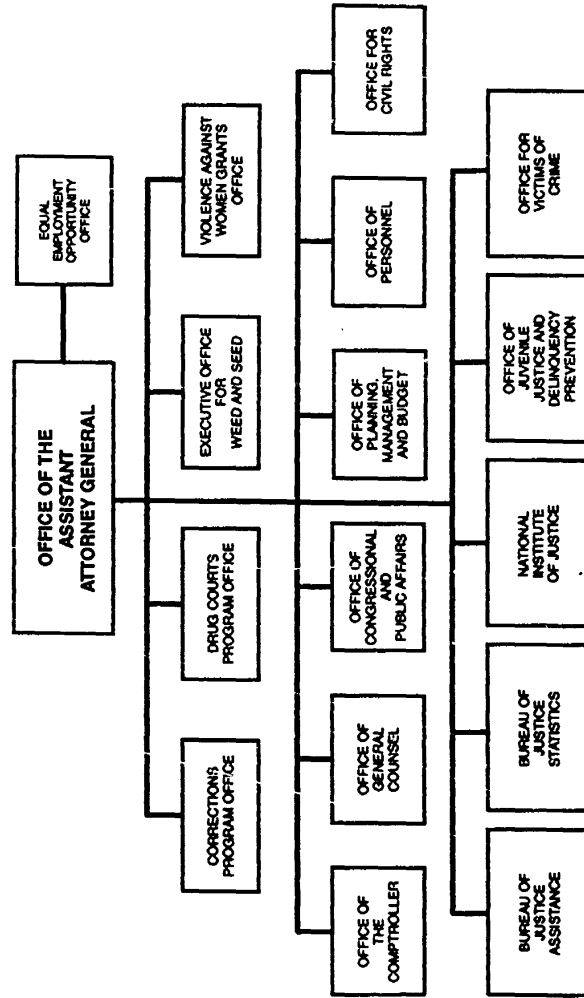 OFFICE OF THE
ASSISTANT
ATTORNEY GENERAL
EQUAL
EMPLOYMENT
OPPORTUNITY
OFFICE
CORRECTIONS
PROGRAM OFFICE
DRUG COURTS
PROGRAM OFFICE
EXECUTIVE OFFICE
FOR
WEED AND SEED
VIOLENCE AGAINST
WOMEN GRANTS
OFFICE
OFFICE OF
THE
COMPTROLLER
OFFICE OF
GENERAL
COUNSEL
OFFICE OF
CONGRESSIONAL
AND
PUBLIC AFFAIRS
OFFICE OF
PLANNING,
MANAGEMENT
AND BUDGET
OFFICE OF
PERSONNEL
OFFICE FOR
CIVIL RIGHTS
BUREAU OF
JUSTICE
ASSISTANCE
BUREAU OF
JUSTICE
STATISTICS
NATIONAL
INSTITUTE
OF JUSTICE
OFFICE OF
JUVENILE
JUSTICE AND
DELINQUENCY
PREVENTION
OFFICE FOR
VICTIMS OF
CRIME